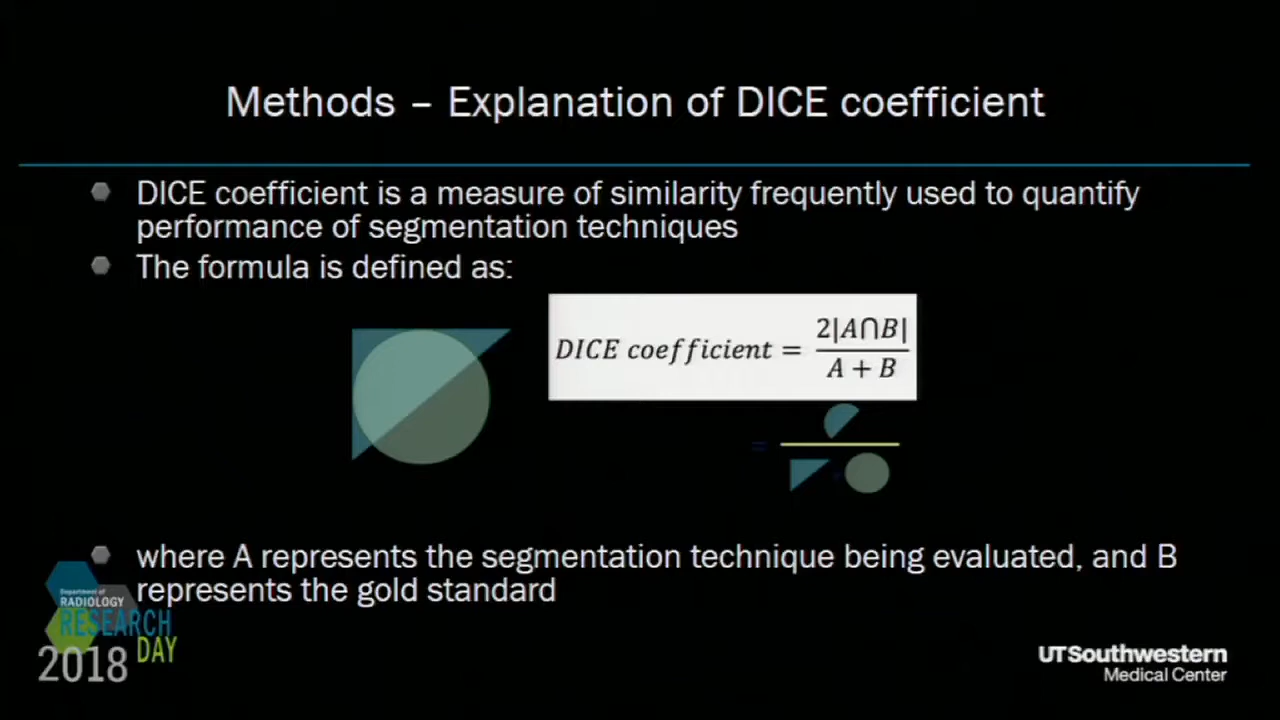 Methods – Explanation of DICE coefficient
DICE coefficient is a measure of similarity frequently used to quantify
performance of segmentation techniques
The formula is defined as:
DICE coefficient = 2|A∩B| / A + B
=
where A represents the segmentation technique being evaluated, and B
represents the gold standard
Department of
RADIOLOGY
RESEARCH
DAY
2018
UTSouthwestern
Medical Center